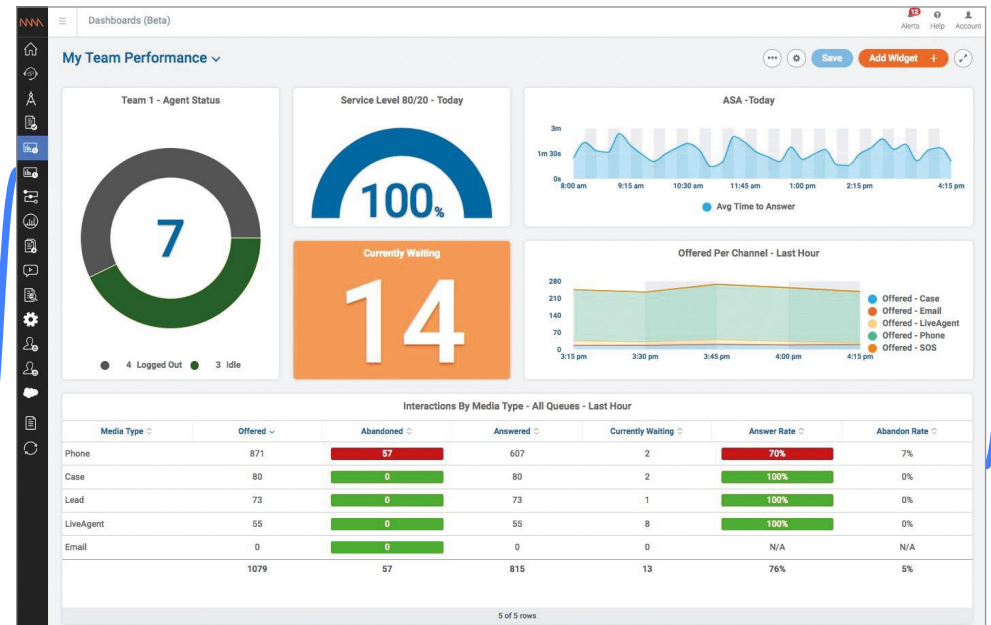 Dashboards (Beta)
12
Alerts Help Account
My Team Performance
Save
Add Widget +
Team 1 - Agent Status
7
4 Logged Out 3 Idle
Service Level 80/20 - Today
100%
Currently Waiting
14
ASA -Today
3m
1m 30s
0s
8:00 am 9:15 am 10:30 am 11:45 am 1:00 pm 2:15 pm 4:15 pm
Avg Time to Answer
Offered Per Channel - Last Hour
280
210
140
70
0
3:15 pm 3:30 pm 3:45 pm 4:00 pm 4:15 pm
Offered - Case
Offered - Email
Offered - LiveAgent
Offered - Phone
Offered - SOS
Interactions By Media Type - All Queues - Last Hour
Media Type Offered Abandoned Answered Currently Waiting Answer Rate Abandon Rate
Phone 871 57 607 2 70% 7%
Case 80 0 80 2 100% 0%
Lead 73 0 73 1 100% 0%
LiveAgent 55 0 55 8 100% 0%
Email 0 0 0 0 N/A N/A
1079 57 815 13 76% 5%
5 of 5 rows